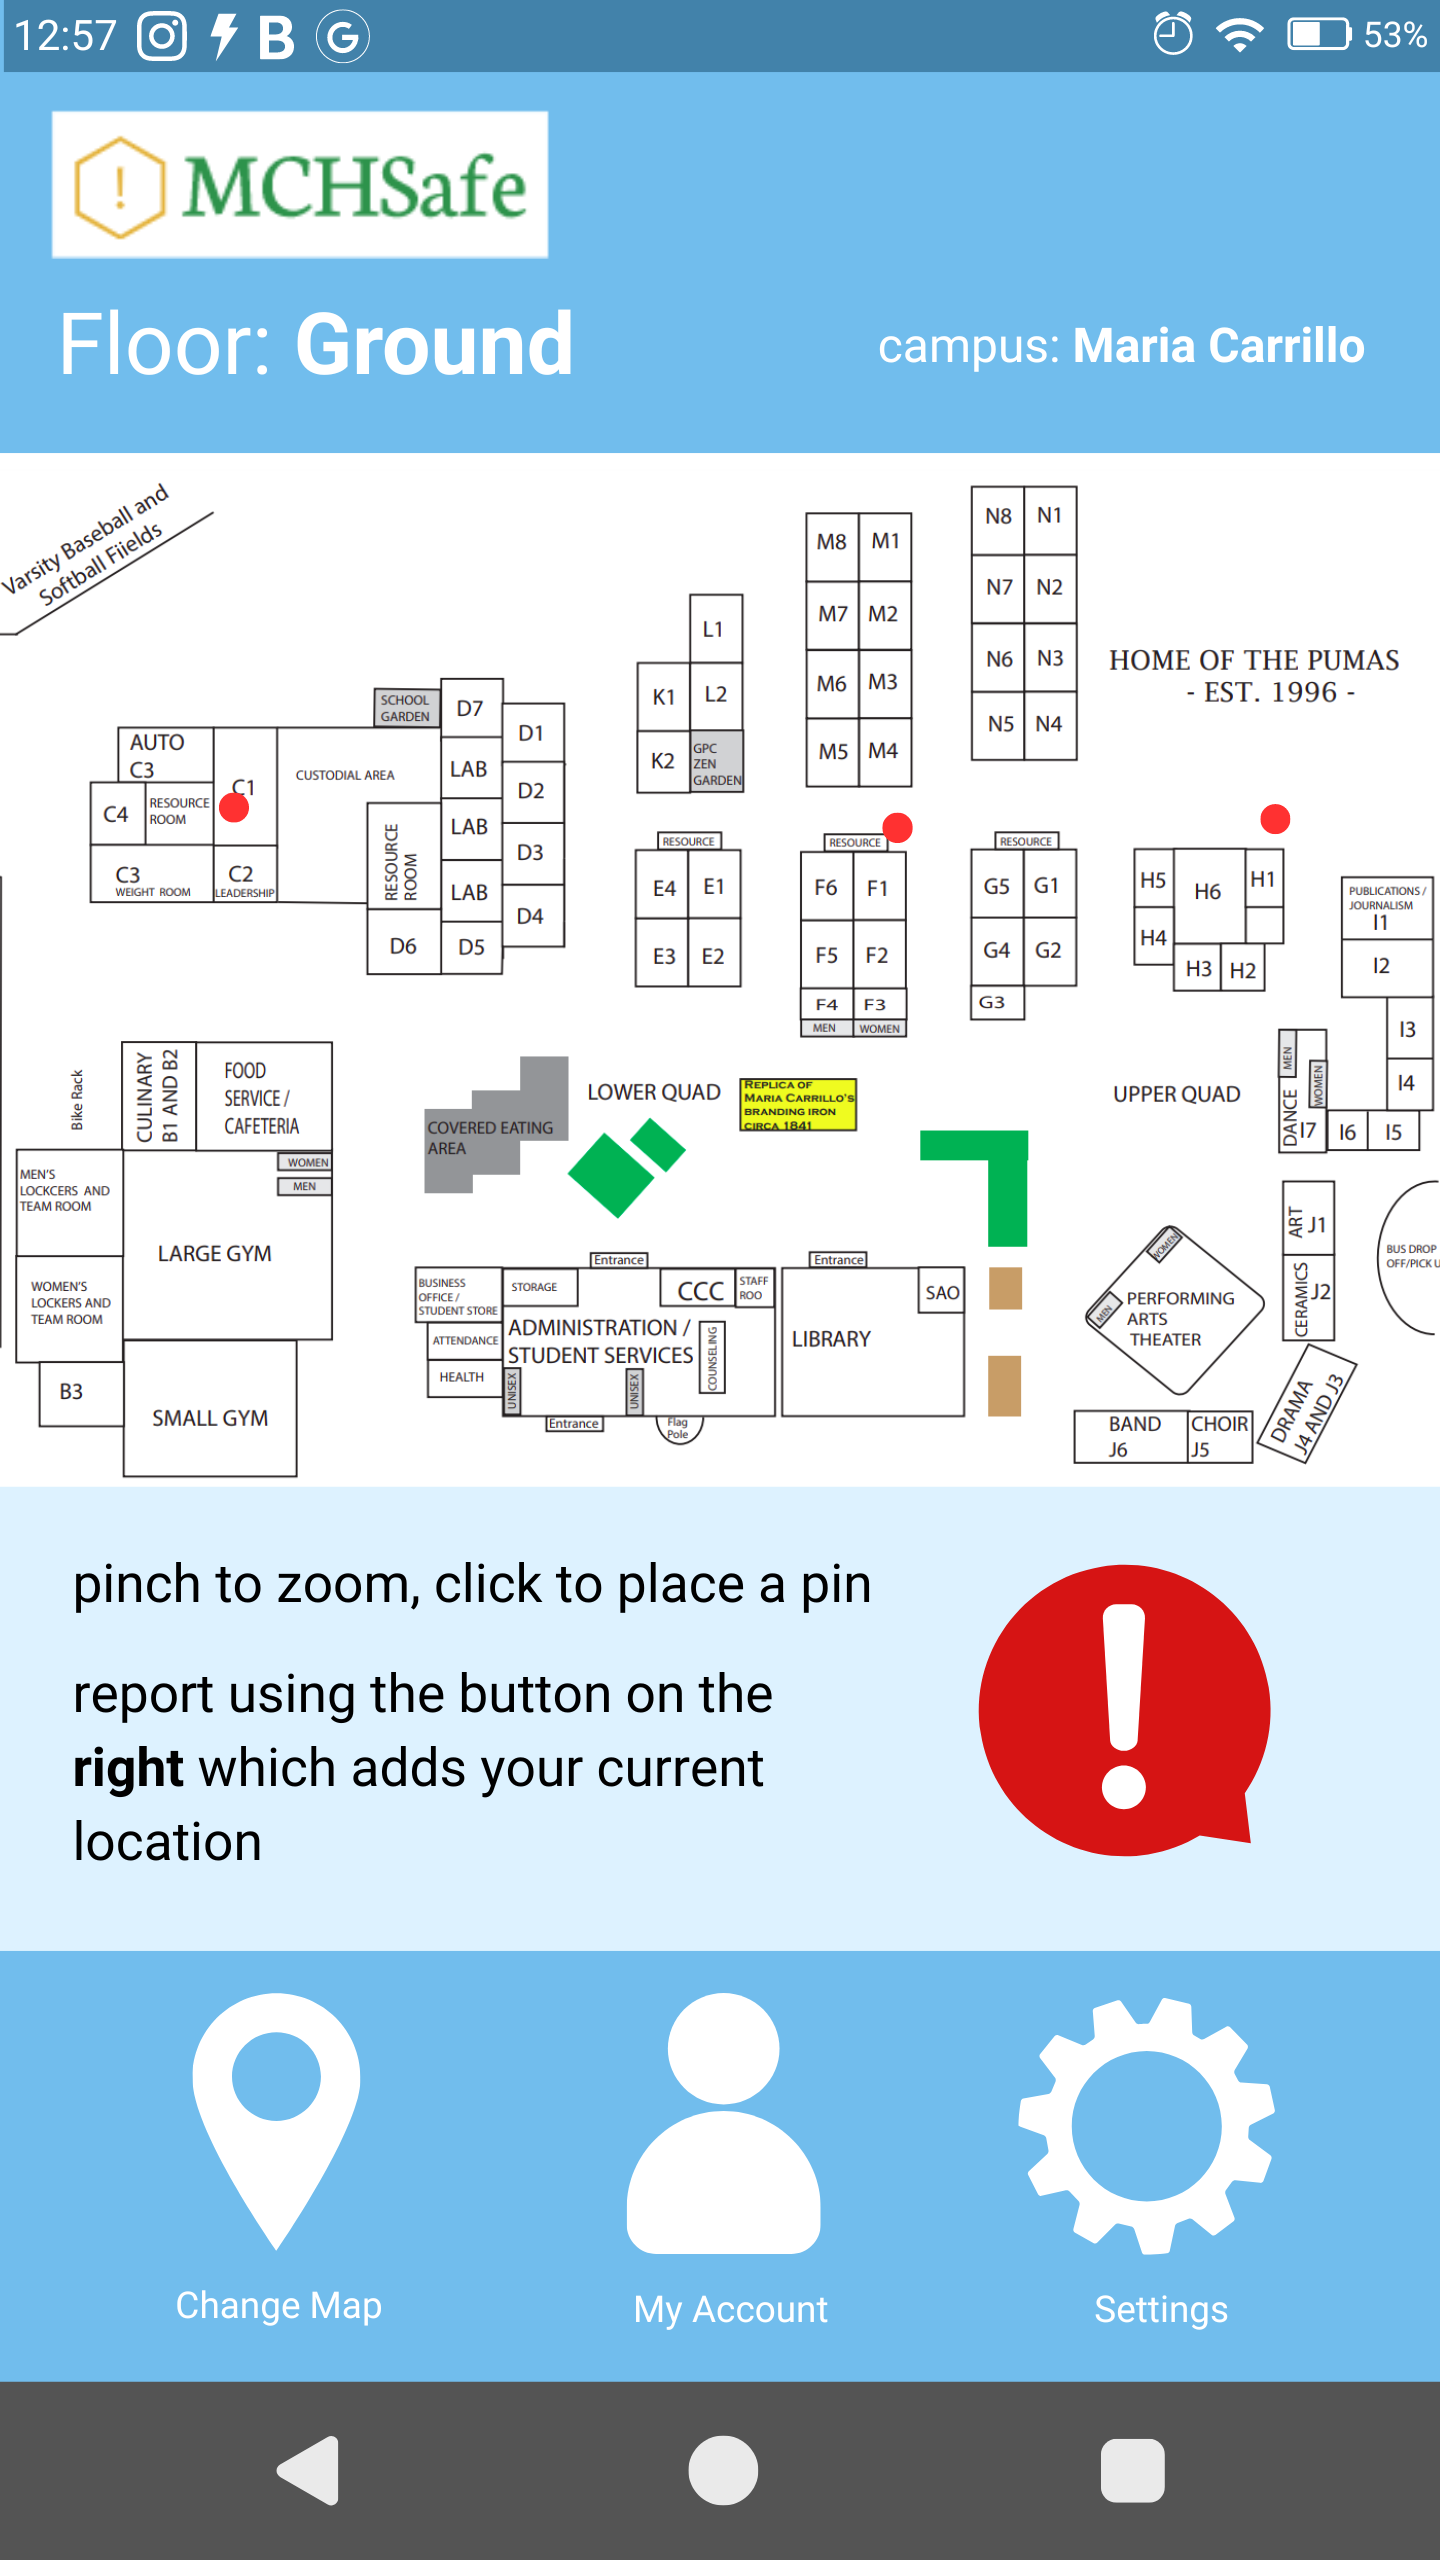 12:57 B G 53%
! MCHSafe
Floor: Ground
campus: Maria Carrillo
Varsity Baseball and
Softball Fiields
N8 N1
M8 M1
N7 N2
M7 M2
L1
N6 N3
HOME OF THE PUMAS
- EST. 1996 -
M6 M3
K1 L2
N5 N4
M5 M4
K2
GPC
ZEN
GARDEN
SCHOOL
GARDEN
D7
D1
AUTO
C3
C1
CUSTODIAL AREA
LAB
D2
C4
RESOURCE
ROOM
LAB
D3
RESOURCE
ROOM
C3
WEIGHT ROOM
C2
LEADERSHIP
LAB
D4
D6
D5
RESOURCE
E4 E1
E3 E2
RESOURCE
F6 F1
F5 F2
F4 F3
MEN WOMEN
RESOURCE
G5 G1
G4 G2
G3
H5 H6 H1
H4
H3 H2
PUBLICATIONS /
JOURNALISM
I1
I2
I3
I4
I5
I6
I7
MEN
WOMEN
DANCE
Bike Rack
CULINARY
B1 AND B2
FOOD
SERVICE /
CAFETERIA
COVERED EATING
AREA
LOWER QUAD
REPLICA OF
MARIA CARRILLO'S
BRANDING IRON
CIRCA 1841
UPPER QUAD
MEN'S
LOCKCERS AND
TEAM ROOM
WOMEN
MEN
LARGE GYM
WOMEN'S
LOCKERS AND
TEAM ROOM
B3
SMALL GYM
Entrance
Entrance
BUSINESS
OFFICE /
STUDENT STORE
STORAGE
CCC
STAFF
ROO
ATTENDANCE
ADMINISTRATION /
STUDENT SERVICES
COUNSELING
HEALTH
UNISEX
UNISEX
Entrance
Flag
Pole
SAO
LIBRARY
WOMEN
MEN
PERFORMING
ARTS
THEATER
ART J1
CERAMICS J2
BUS DROP
OFF/PICK U
DRAMA
J4 AND J3
BAND
J6
CHOIR
J5
pinch to zoom, click to place a pin
report using the button on the
right which adds your current
location
!
Change Map
My Account
Settings